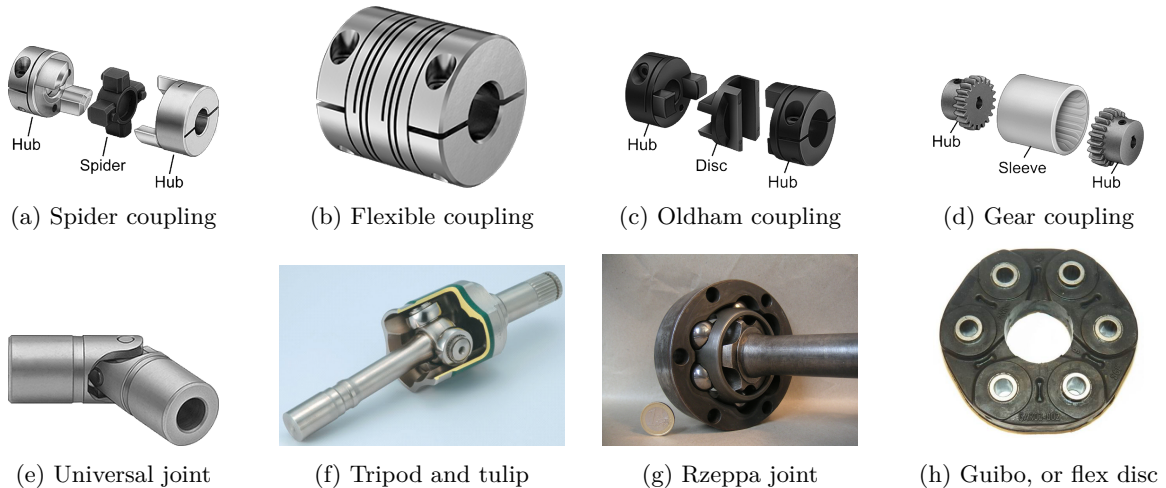 Hub
Spider
Hub
Hub
Disc
Hub
Hub
Sleeve
Hub
(a) Spider coupling
(b) Flexible coupling
(c) Oldham coupling
(d) Gear coupling
(e) Universal joint
(f) Tripod and tulip
(g) Rzeppa joint
(h) Guibo, or flex disc